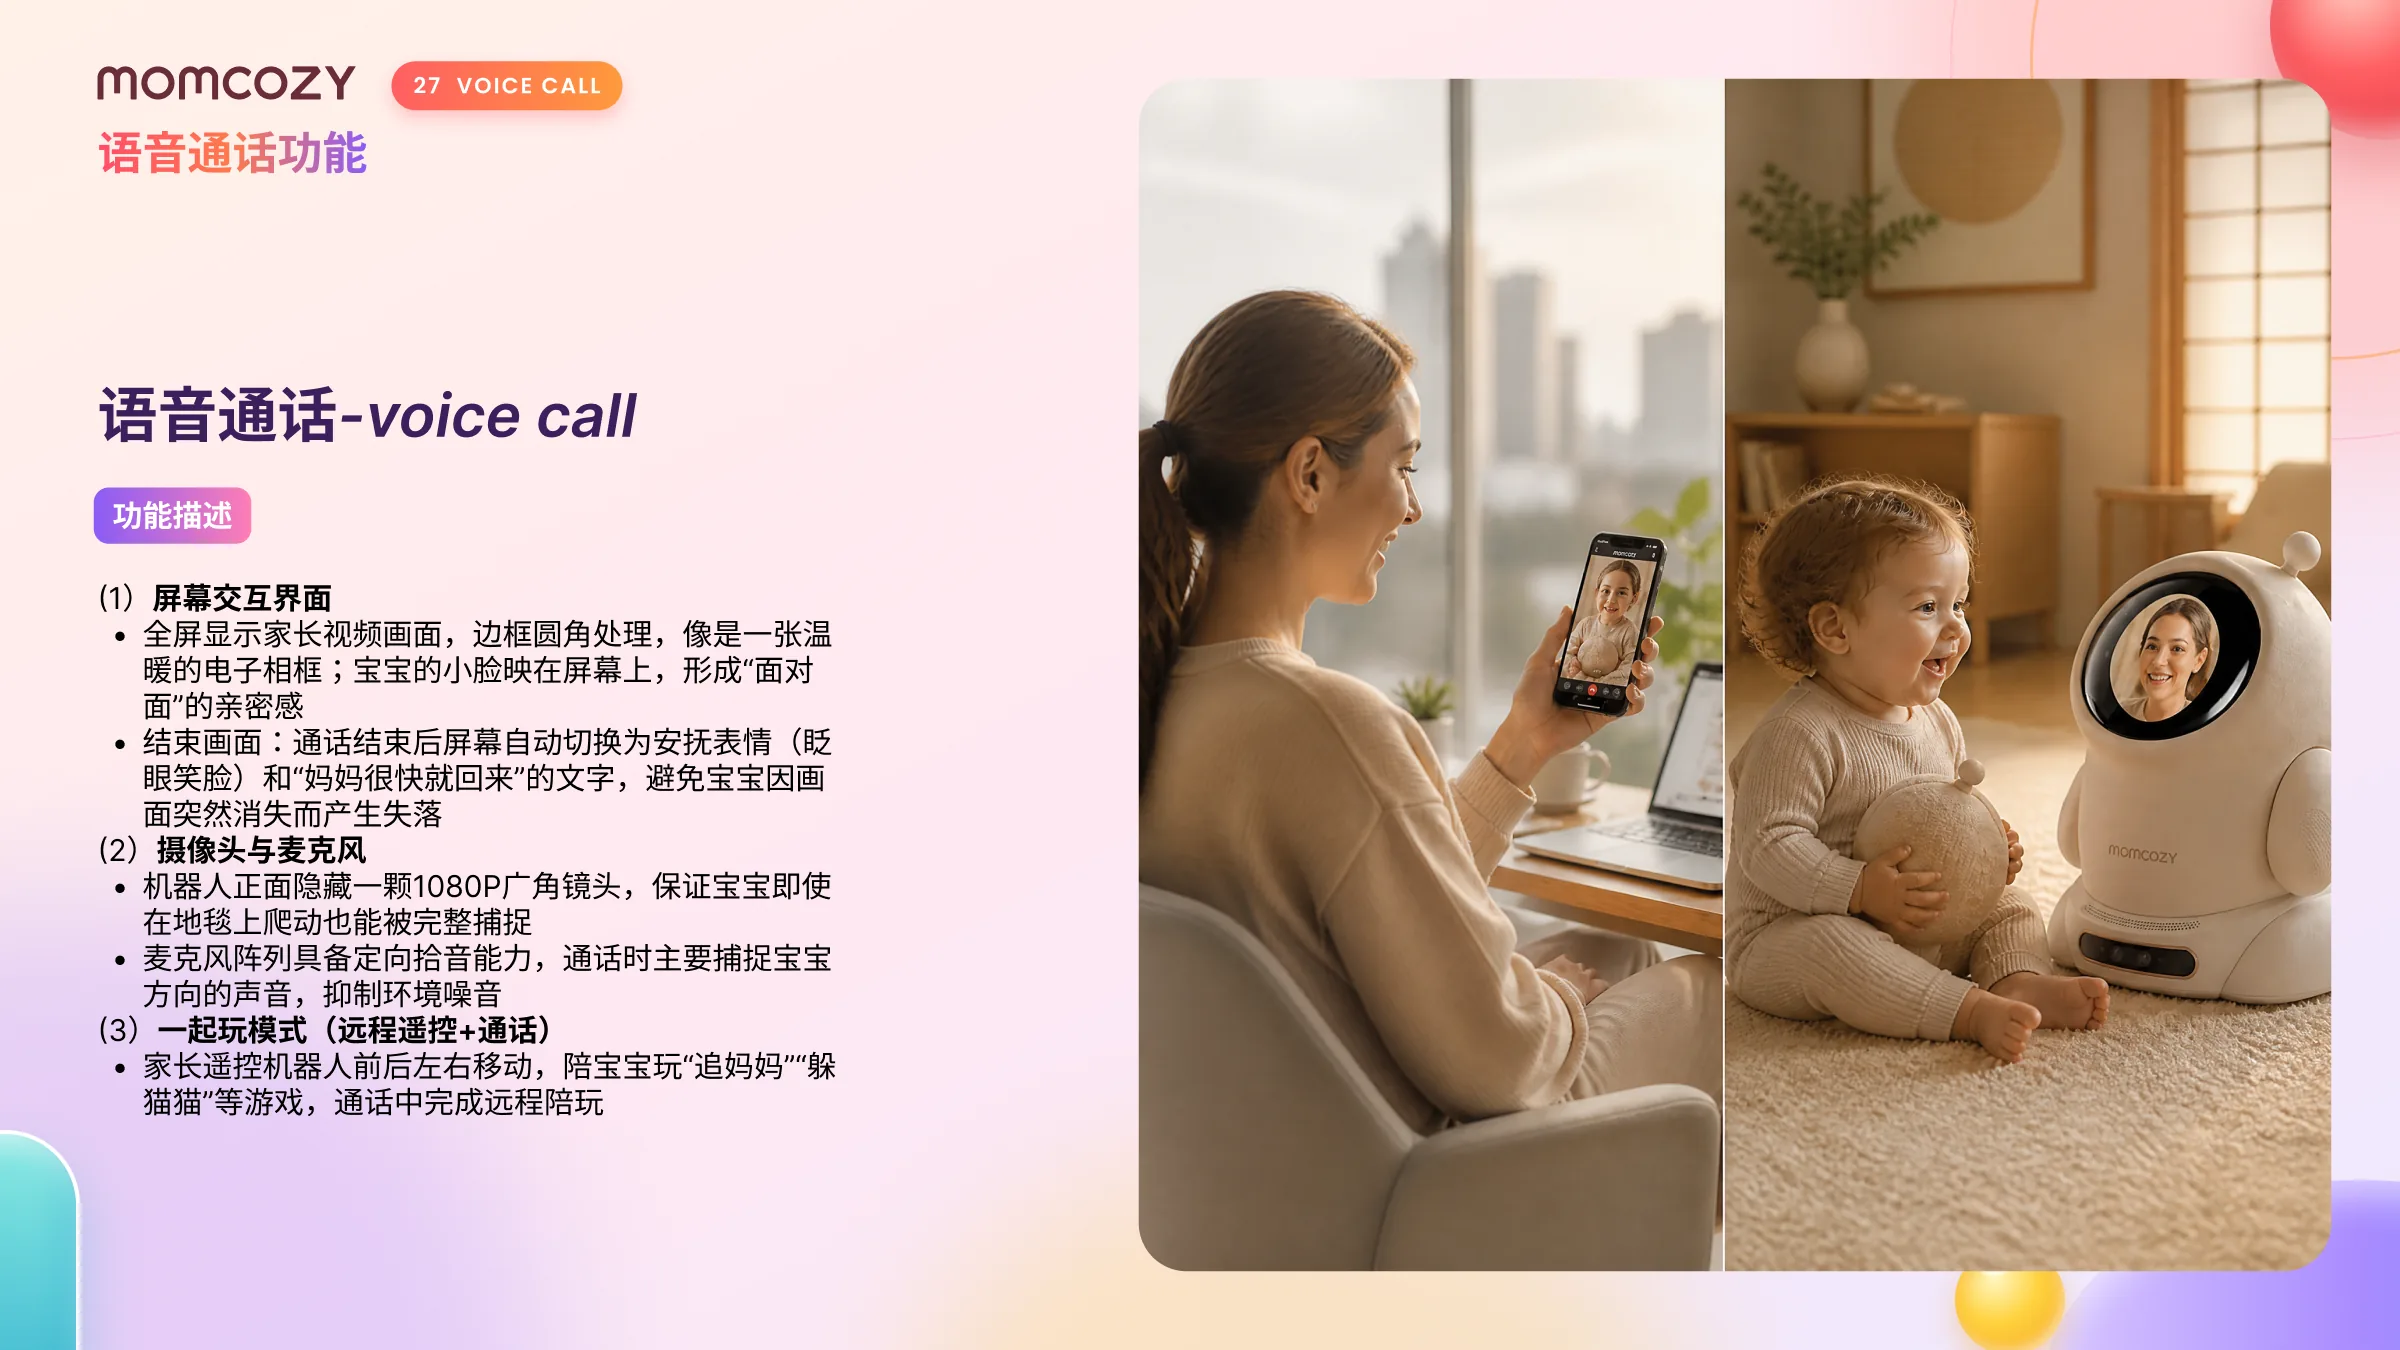 momcozy
27 VOICE CALL
语音通话功能
语音通话-voice call
功能描述
(1）屏幕交互界面
• 全屏显示家长视频画面，边框圆角处理，像是一张温
暖的电子相框；宝宝的小脸映在屏幕上，形成“面对
面”的亲密感
• 结束画面：通话结束后屏幕自动切换为安抚表情（眨
眼笑脸）和“妈妈很快就回来”的文字，避免宝宝因画
面突然消失而产生失落
(2）摄像头与麦克风
• 机器人正面隐藏一颗1080P广角镜头，保证宝宝即使
在地毯上爬动也能被完整捕捉
• 麦克风阵列具备定向拾音能力，通话时主要捕捉宝宝
方向的声音，抑制环境噪音
(3）一起玩模式（远程遥控+通话）
• 家长遥控机器人前后左右移动，陪宝宝玩“追妈妈”“躲
猫猫”等游戏，通话中完成远程陪玩
momcozy
momcozy